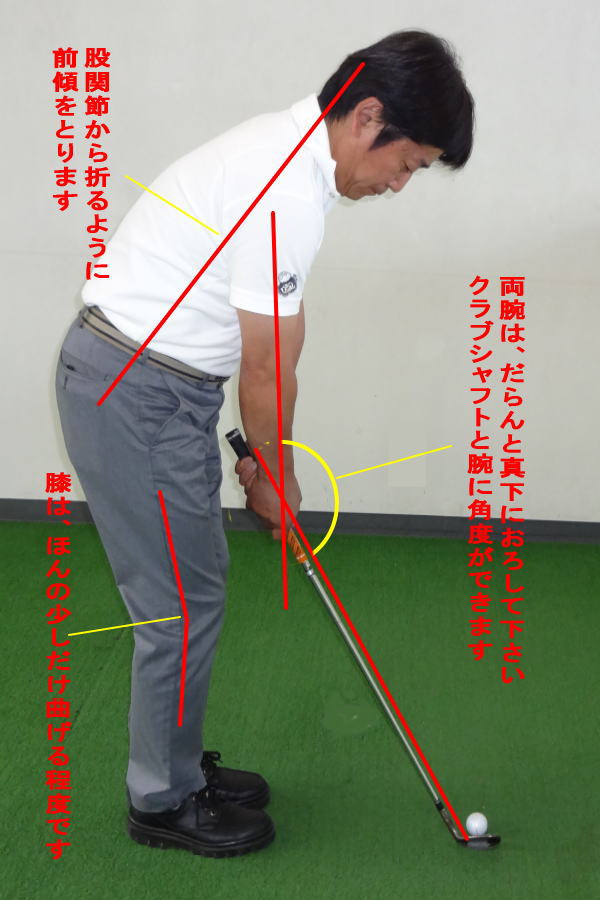 股関節から折るように
前傾をとります
両腕は、だらんと真下におろして下さい
クラブシャフトと腕に角度ができます
膝は、ほんの少しだけ曲げる程度です